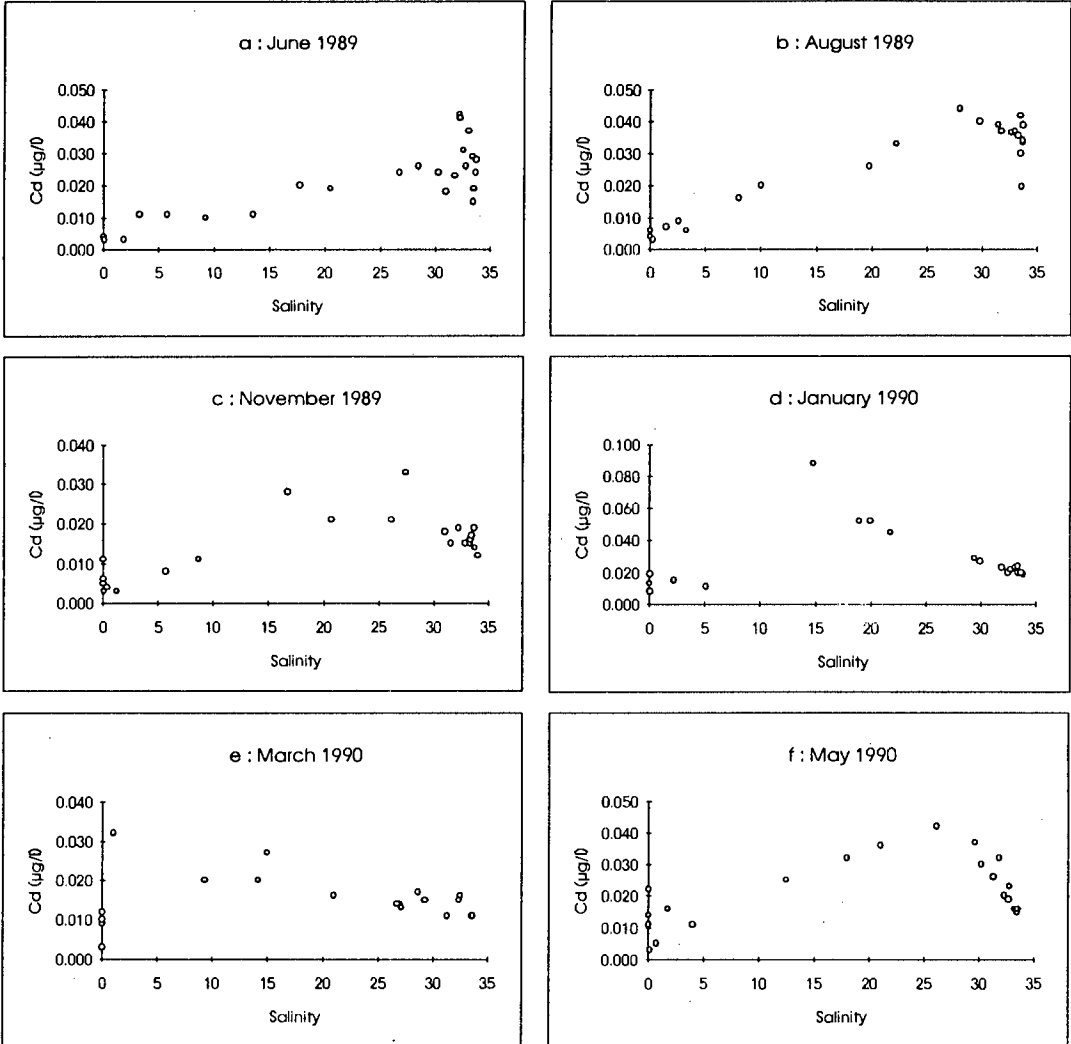 a : June 1989
0.050
0.040
0.030
0.020
0.010
0.000
Cd (µg/l)
0 5 10 15 20 25 30 35
Salinity
b : August 1989
0.050
0.040
0.030
0.020
0.010
0.000
Cd (µg/l)
0 5 10 15 20 25 30 35
Salinity
c : November 1989
0.040
0.030
0.020
0.010
0.000
Cd (µg/l)
0 5 10 15 20 25 30 35
Salinity
d : January 1990
0.100
0.080
0.060
0.040
0.020
0.000
Cd (µg/l)
0 5 10 15 20 25 30 35
Salinity
e : March 1990
0.040
0.030
0.020
0.010
0.000
Cd (µg/l)
0 5 10 15 20 25 30 35
Salinity
f : May 1990
0.050
0.040
0.030
0.020
0.010
0.000
Cd (µg/l)
0 5 10 15 20 25 30 35
Salinity